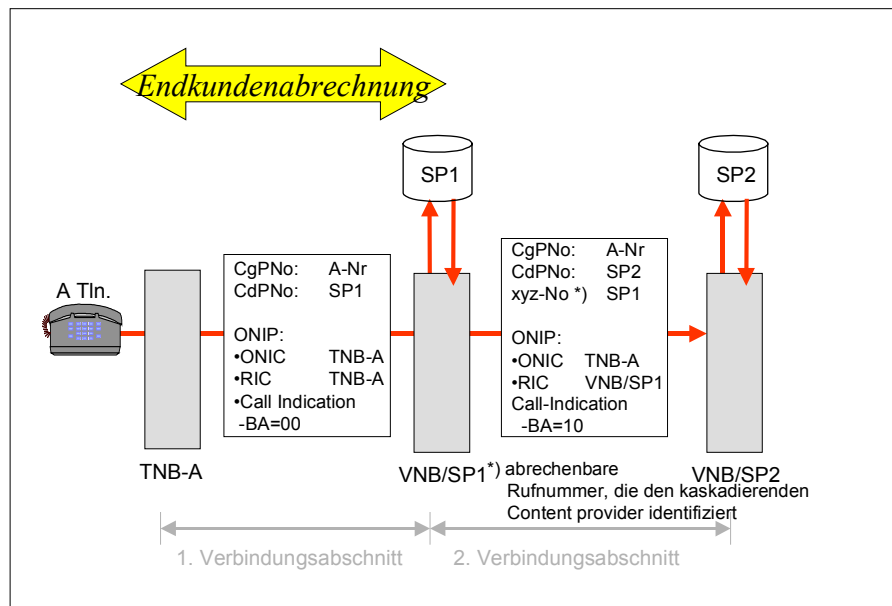 Endkundenabrechnung
SP1
SP2
A Tln.
CgPNo: A-Nr
CdPNo: SP1
ONIP:
•ONIC TNB-A
•RIC TNB-A
•Call Indication
-BA=00
CgPNo: A-Nr
CdPNo: SP2
xyz-No *) SP1
ONIP:
•ONIC TNB-A
•RIC VNB/SP1
Call-Indication
-BA=10
TNB-A
VNB/SP1
*) abrechenbare
Rufnummer, die den kaskadierenden
Content provider identifiziert
VNB/SP2
1. Verbindungsabschnitt
2. Verbindungsabschnitt